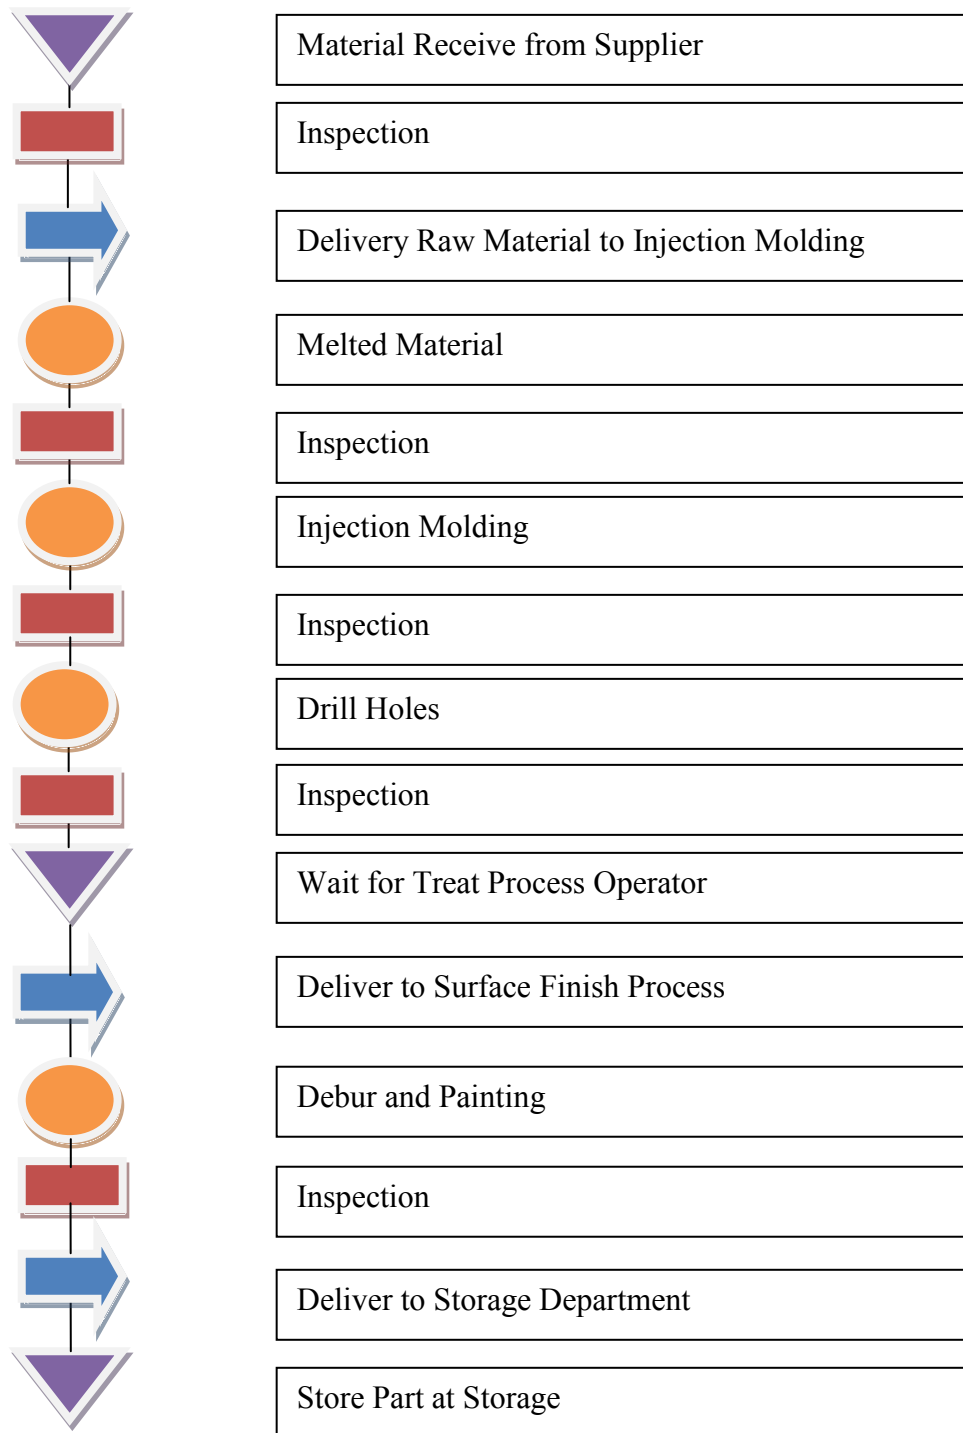 Material Receive from Supplier
Inspection
Delivery Raw Material to Injection Molding
Melted Material
Inspection
Injection Molding
Inspection
Drill Holes
Inspection
Wait for Treat Process Operator
Deliver to Surface Finish Process
Debur and Painting
Inspection
Deliver to Storage Department
Store Part at Storage